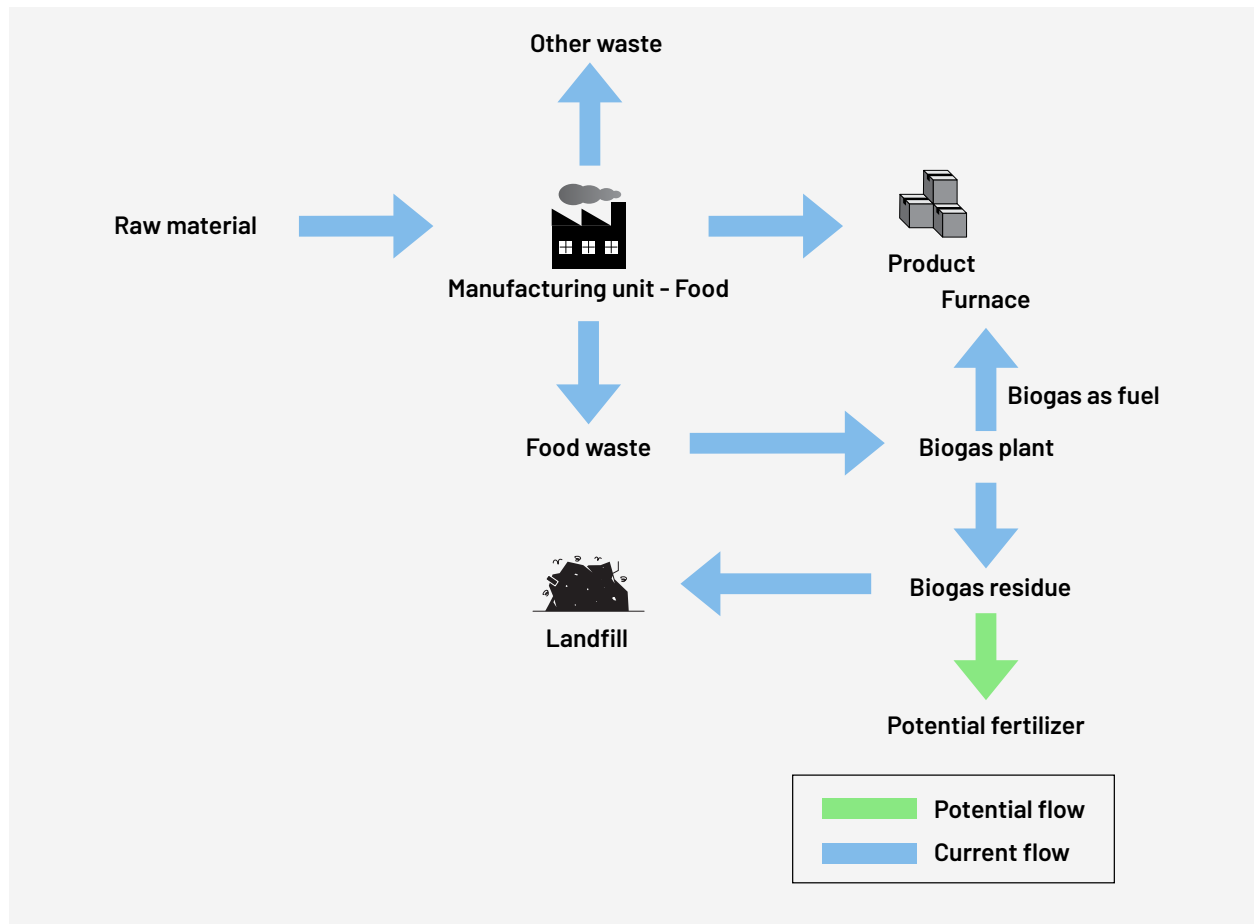 Other waste
Raw material
Manufacturing unit - Food
Product
Furnace
Biogas as fuel
Food waste
Biogas plant
Biogas residue
Landfill
Potential fertilizer
Potential flow
Current flow